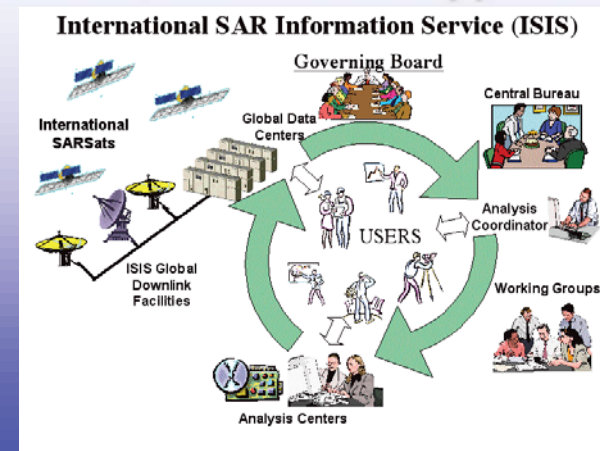 International SAR Information Service (ISIS)
Governing Board
Central Bureau
Global Data
Centers
International
SARSats
Analysis
Coordinator
USERS
ISIS Global
Downlink
Facilities
Working Groups
Analysis Centers